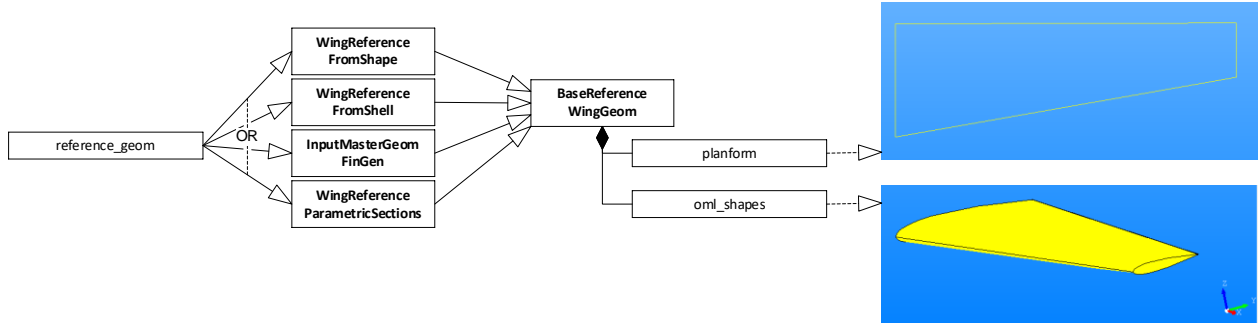 WingReference
FromShape
WingReference
FromShell
BaseReference
WingGeom
OR
reference_geom
InputMasterGeom
FinGen
planform
WingReference
ParametricSections
oml_shapes
Z
Y
X